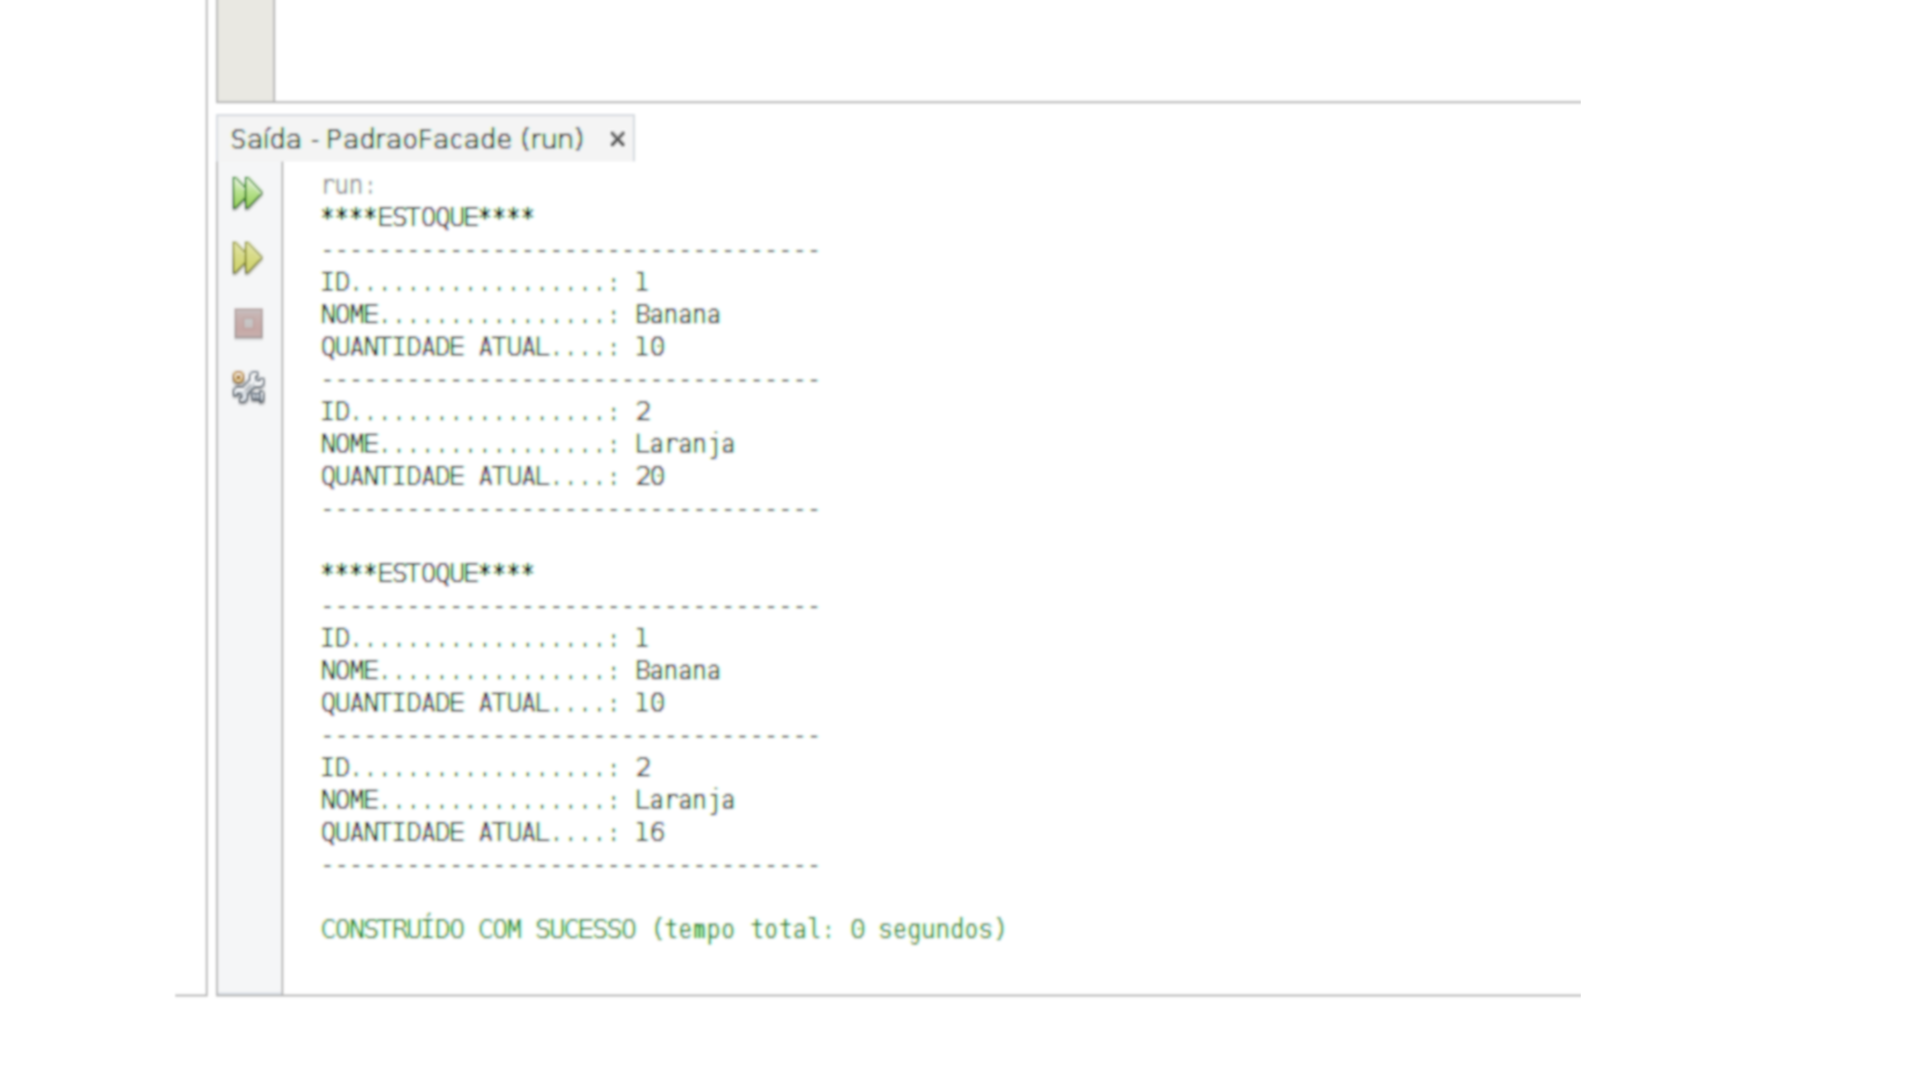 Saída - PadraoFacade (run)
run:
****ESTOQUE****
-----------------------------------
ID..................: 1
NOME................: Banana
QUANTIDADE ATUAL....: 10
-----------------------------------
ID..................: 2
NOME................: Laranja
QUANTIDADE ATUAL....: 20
-----------------------------------
****ESTOQUE****
-----------------------------------
ID..................: 1
NOME................: Banana
QUANTIDADE ATUAL....: 10
-----------------------------------
ID..................: 2
NOME................: Laranja
QUANTIDADE ATUAL....: 16
-----------------------------------
CONSTRUÍDO COM SUCESSO (tempo total: 0 segundos)